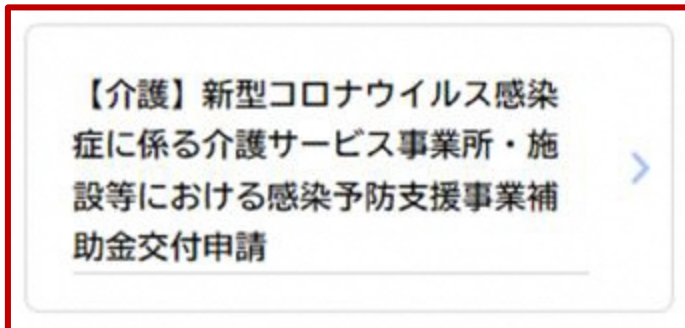 【介護】新型コロナウイルス感染
症に係る介護サービス事業所・施
設等における感染予防支援事業補
助金交付申請